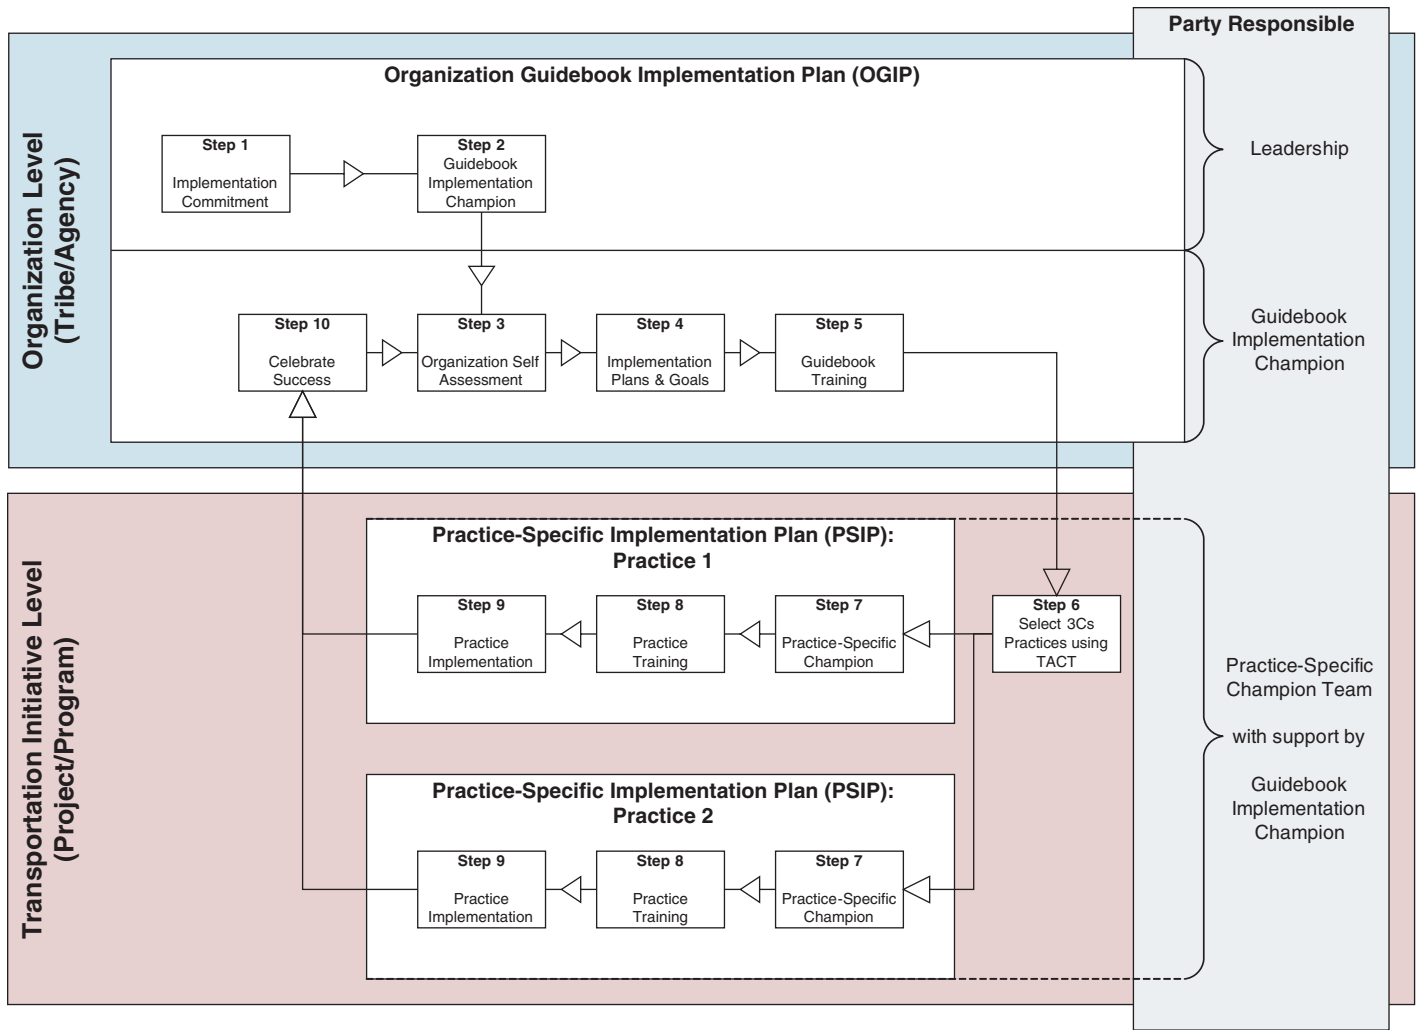 Party Responsible
Organization Level
(Tribe/Agency)
Organization Guidebook Implementation Plan (OGIP)
Step 1
Implementation
Commitment
Step 2
Guidebook
Implementation
Champion
Leadership
Step 10
Celebrate
Success
Step 3
Organization Self
Assessment
Step 4
Implementation
Plans & Goals
Step 5
Guidebook
Training
Guidebook
Implementation
Champion
Transportation Initiative Level
(Project/Program)
Practice-Specific Implementation Plan (PSIP):
Practice 1
Step 9
Practice
Implementation
Step 8
Practice
Training
Step 7
Practice-Specific
Champion
Step 6
Select 3Cs
Practices using
TACT
Practice-Specific
Champion Team
with support by
Guidebook
Implementation
Champion
Practice-Specific Implementation Plan (PSIP):
Practice 2
Step 9
Practice
Implementation
Step 8
Practice
Training
Step 7
Practice-Specific
Champion